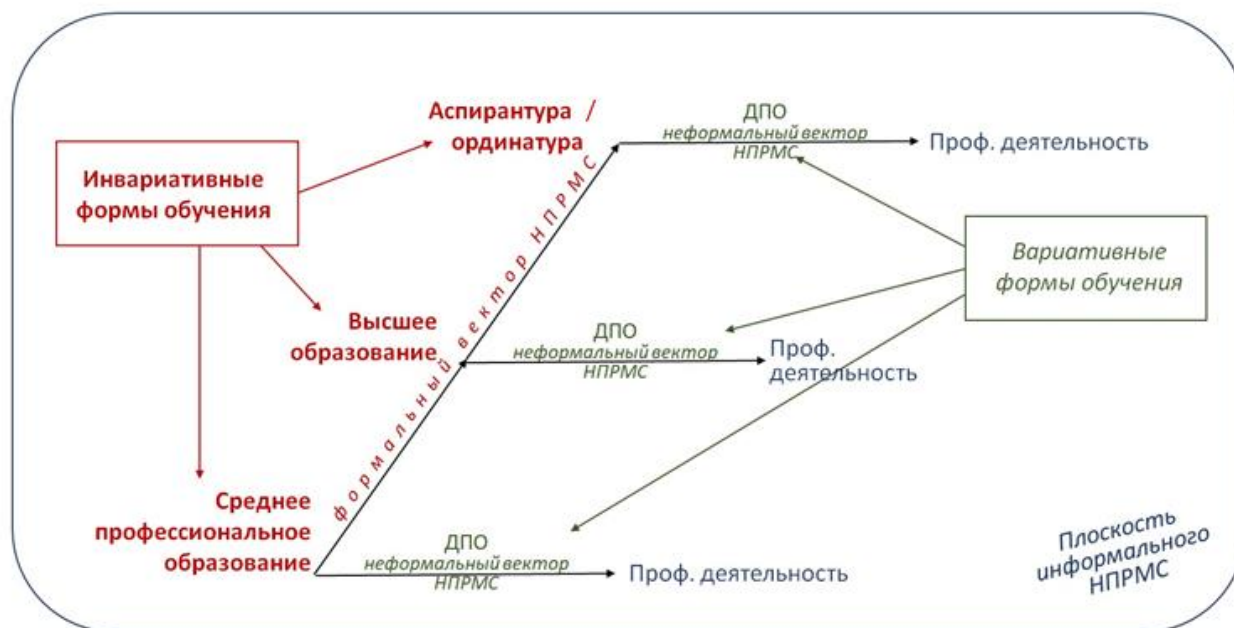 Аспирантура /
ординатура
ДПО
неформальный вектор
НПРМС
Проф. деятельность
Инвариативные
формы обучения
формальный вектор НПРМС
Вариативные
формы обучения
Высшее
образование
ДПО
неформальный вектор
НПРМС
Проф.
деятельность
Среднее
профессиональное
образование
ДПО
неформальный вектор
НПРМС
Проф. деятельность
Плоскость
информального
НПРМС